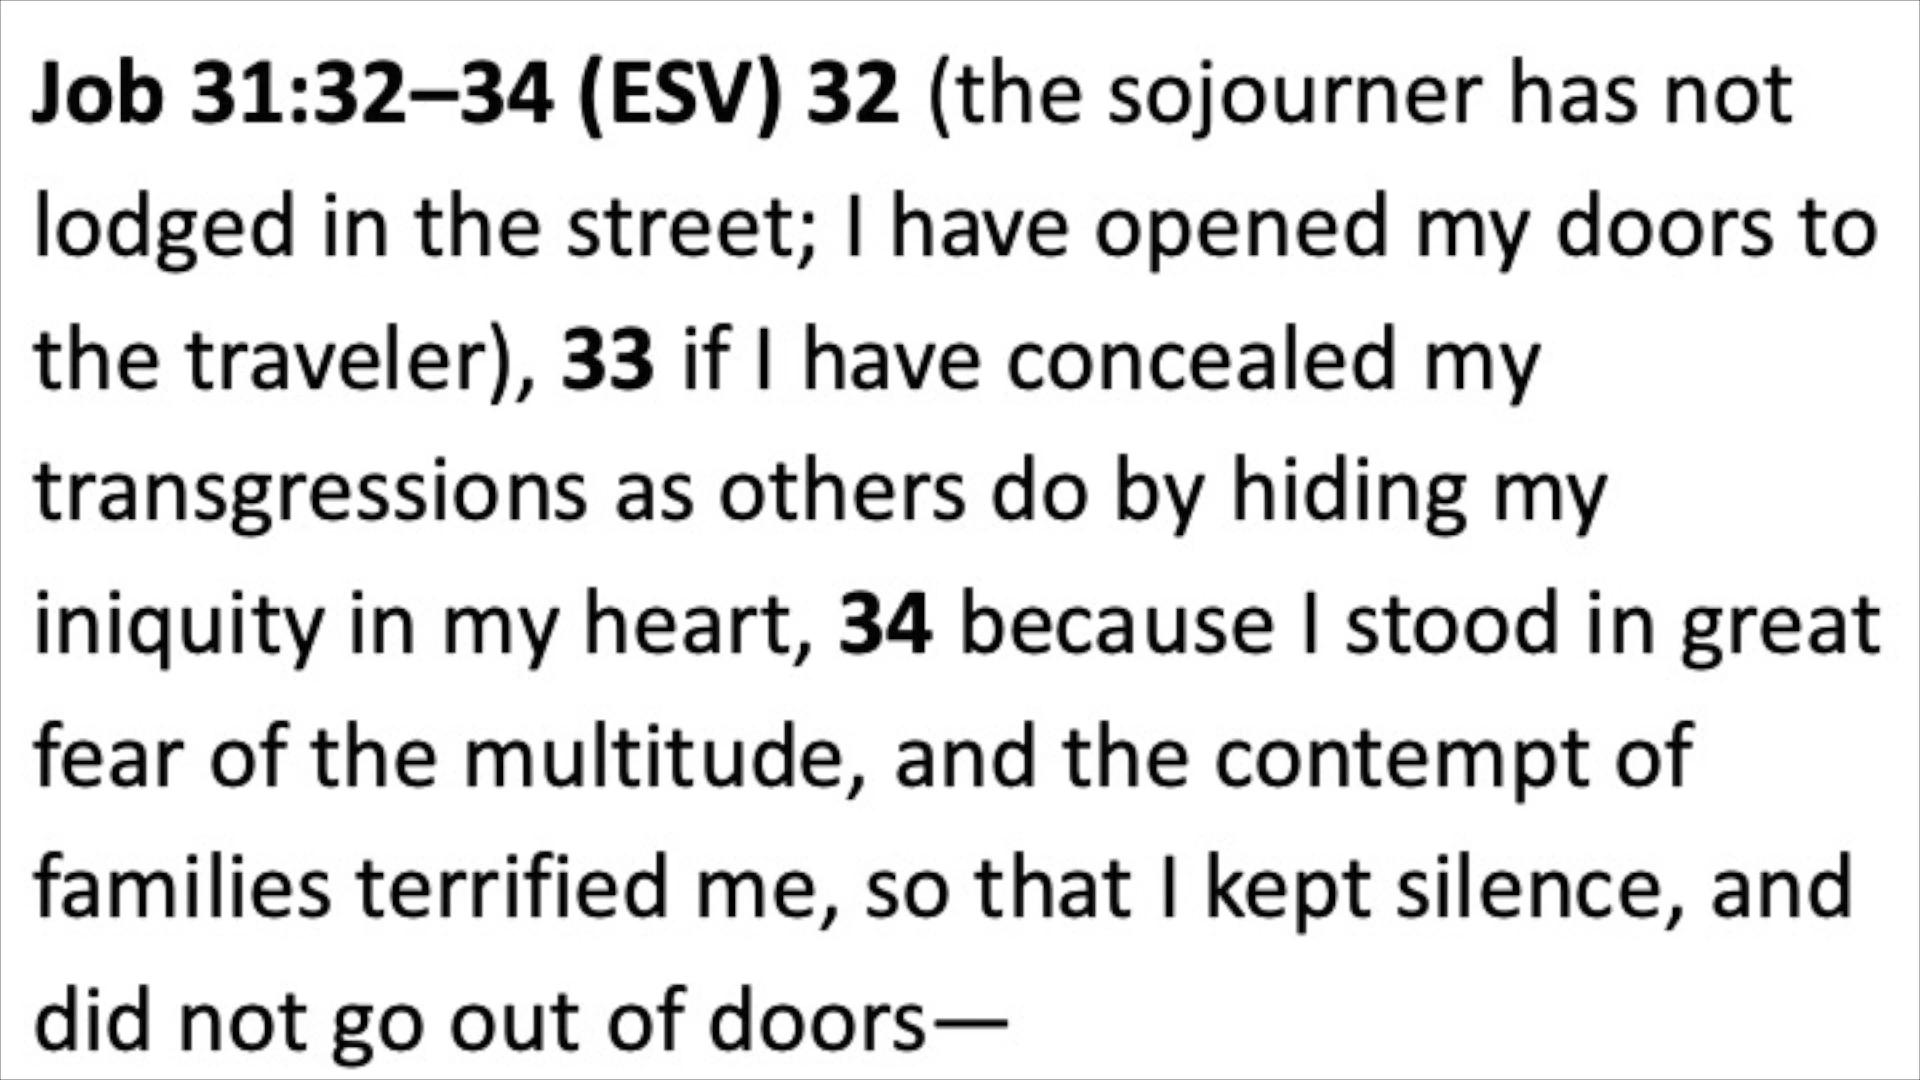 Job 31:32–34 (ESV) 32 (the sojourner has not
lodged in the street; I have opened my doors to
the traveler), 33 if I have concealed my
transgressions as others do by hiding my
iniquity in my heart, 34 because I stood in great
fear of the multitude, and the contempt of
families terrified me, so that I kept silence, and
did not go out of doors—